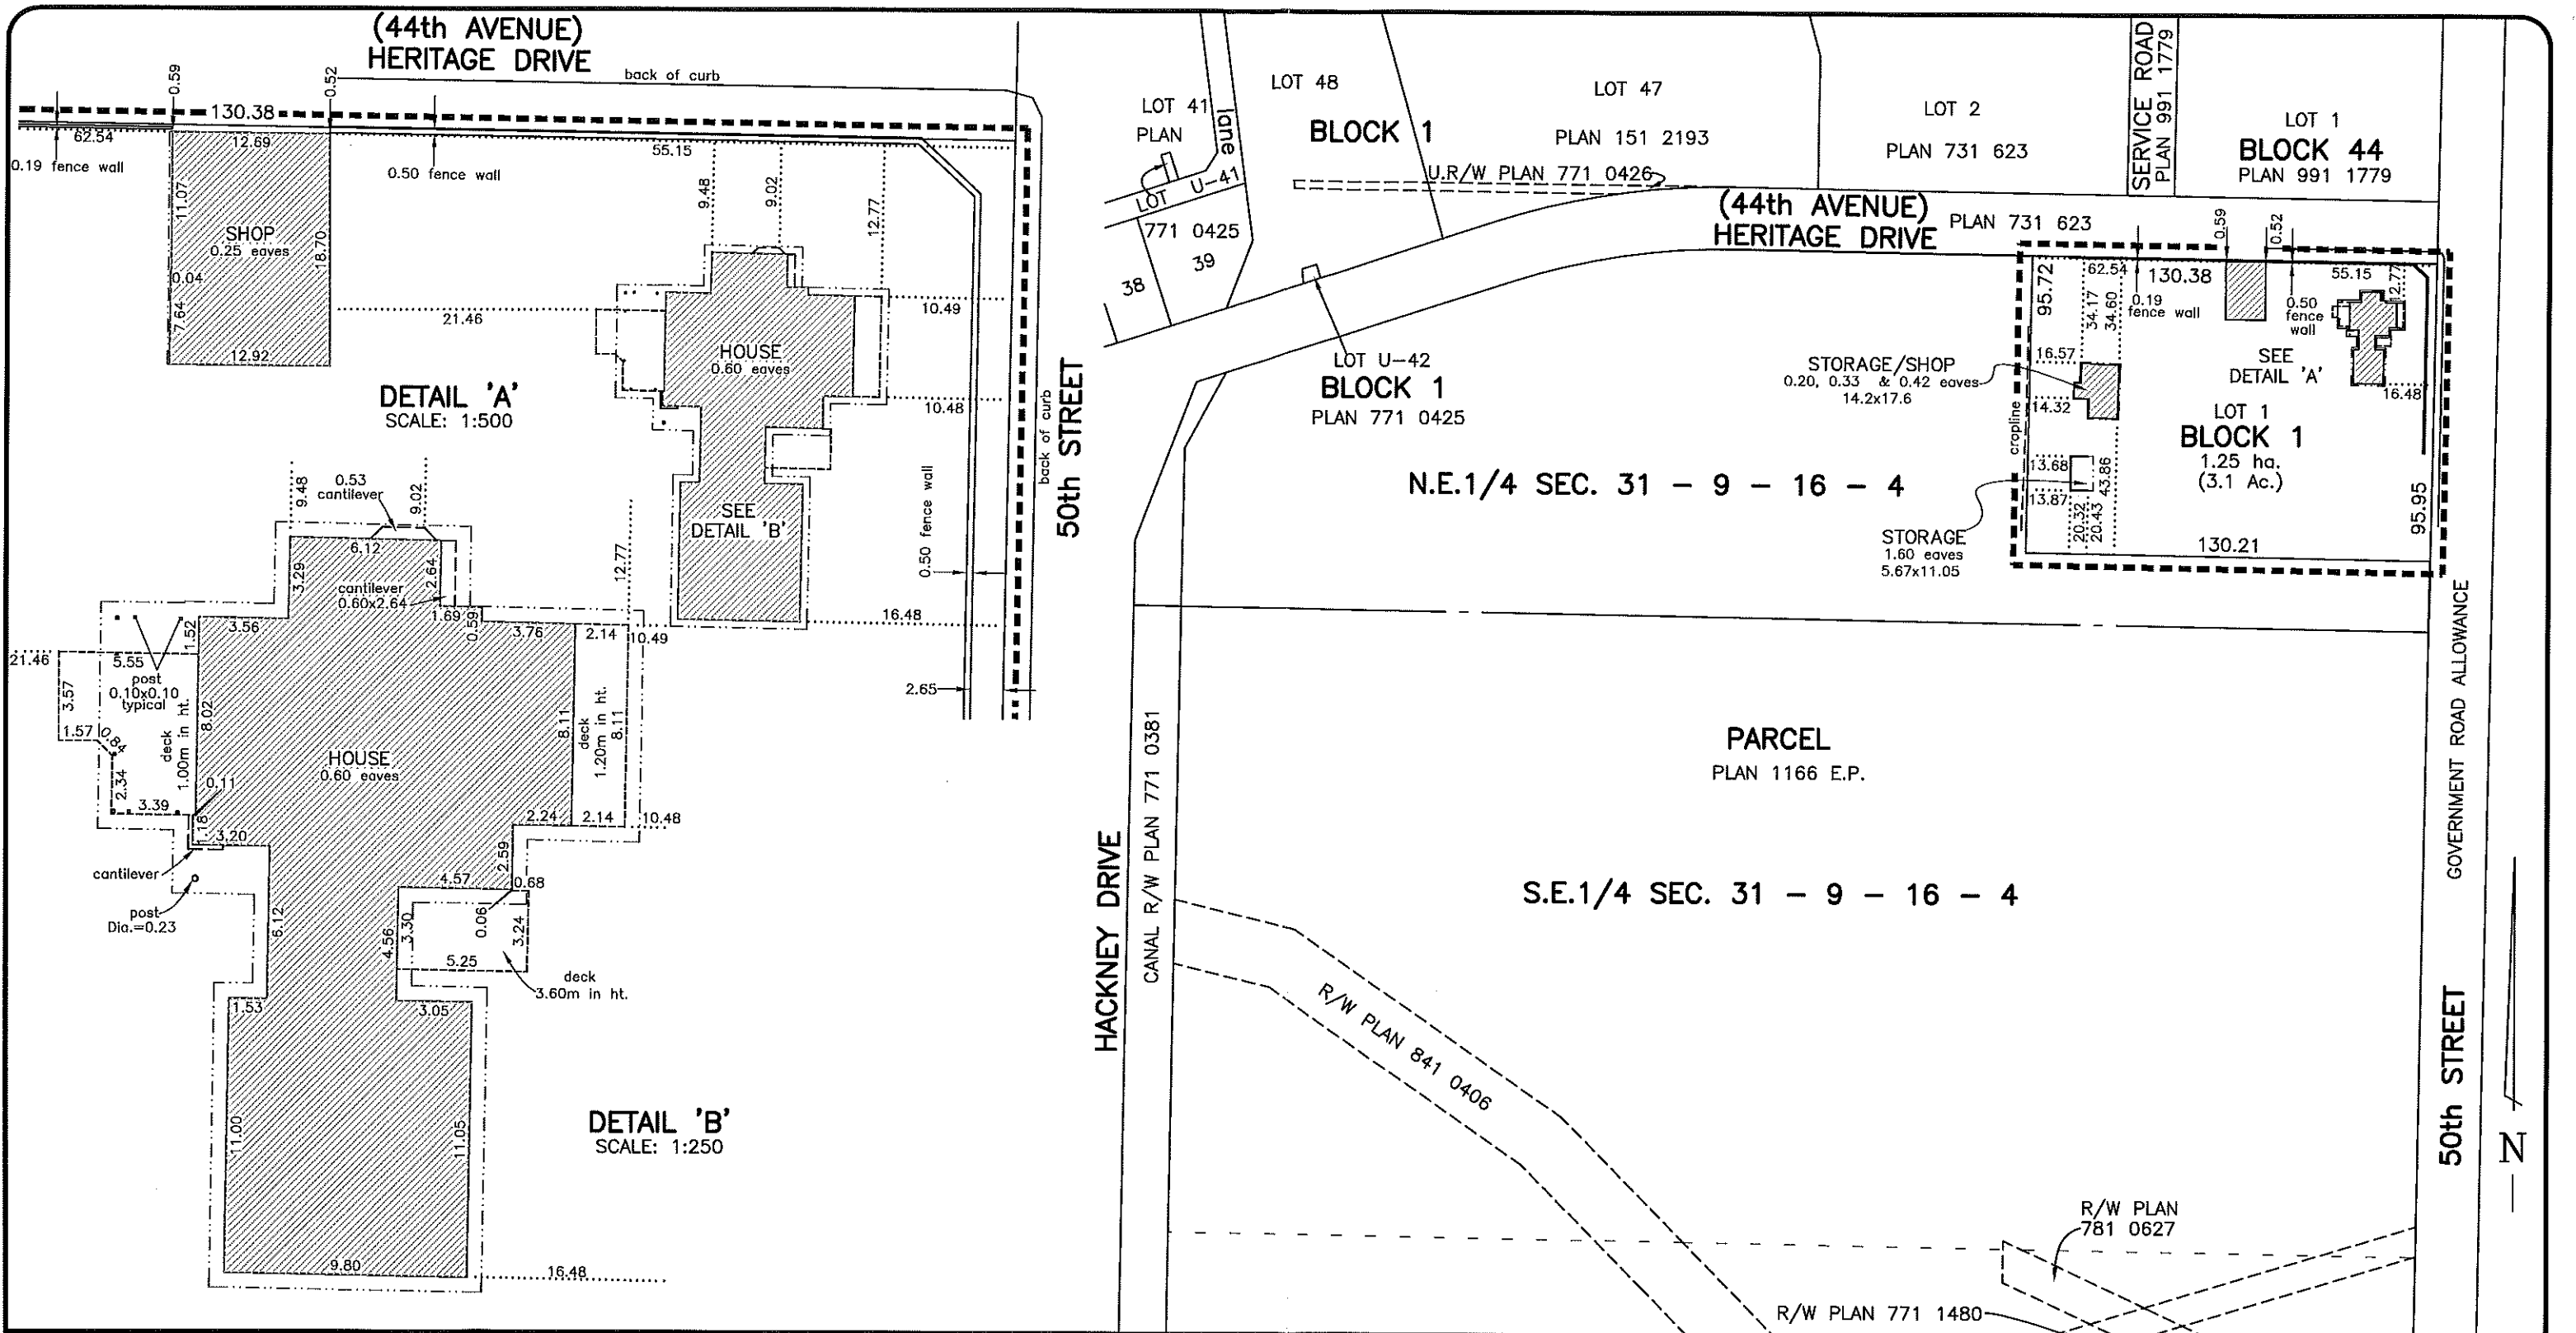 (44th AVENUE)
HERITAGE DRIVE
back of curb
0.59
0.52
130.38
62.54
12.69
55.15
0.19 fence wall
0.50 fence wall
11.07
SHOP
0.25 eaves
18.70
0.04
7.64
12.92
9.48
9.02
12.77
21.46
10.49
HOUSE
0.60 eaves
10.48
DETAIL 'A'
SCALE: 1:500
SEE
DETAIL 'B'
0.50 fence wall
16.48
2.65
back of curb
50th STREET
9.48
0.53
cantilever
9.02
6.12
3.29
2.64
cantilever
0.60x2.64
12.77
1.69
0.59
3.56
1.52
3.76
2.14
10.49
21.46
5.55
post
0.10x0.10
typical
3.57
1.57
0.84
2.34
3.39
deck
1.00m in ht.
8.02
0.11
HOUSE
0.60 eaves
8.11
deck
1.20m in ht.
8.11
2.24
2.14
10.48
1.18
3.20
cantilever
2.59
4.57
0.68
post
Dia.=0.23
6.12
4.56
3.30
0.06
3.24
5.25
deck
3.60m in ht.
1.53
3.05
11.00
11.05
9.80
16.48
DETAIL 'B'
SCALE: 1:250
LOT 41
PLAN
lane
LOT
U-41
771 0425
38
39
LOT 48
BLOCK 1
LOT 47
PLAN 151 2193
U.R/W PLAN 771 0426
LOT 2
PLAN 731 623
SERVICE ROAD
PLAN 991 1779
LOT 1
BLOCK 44
PLAN 991 1779
(44th AVENUE)
HERITAGE DRIVE
PLAN 731 623
0.59
0.52
LOT U-42
BLOCK 1
PLAN 771 0425
95.72
62.54
130.38
55.15
12.77
34.17
34.60
0.19
fence wall
0.50
fence
wall
16.57
STORAGE/SHOP
0.20, 0.33 & 0.42 eaves
14.2x17.6
14.32
SEE
DETAIL 'A'
16.48
LOT 1
BLOCK 1
1.25 ha.
(3.1 Ac.)
cropline
13.68
43.86
13.87
20.32
20.43
STORAGE
1.60 eaves
5.67x11.05
130.21
95.95
N.E.1/4 SEC. 31 - 9 - 16 - 4
PARCEL
PLAN 1166 E.P.
S.E.1/4 SEC. 31 - 9 - 16 - 4
HACKNEY DRIVE
CANAL R/W PLAN 771 0381
R/W PLAN 841 0406
R/W PLAN
781 0627
R/W PLAN 771 1480
GOVERNMENT ROAD ALLOWANCE
50th STREET
N